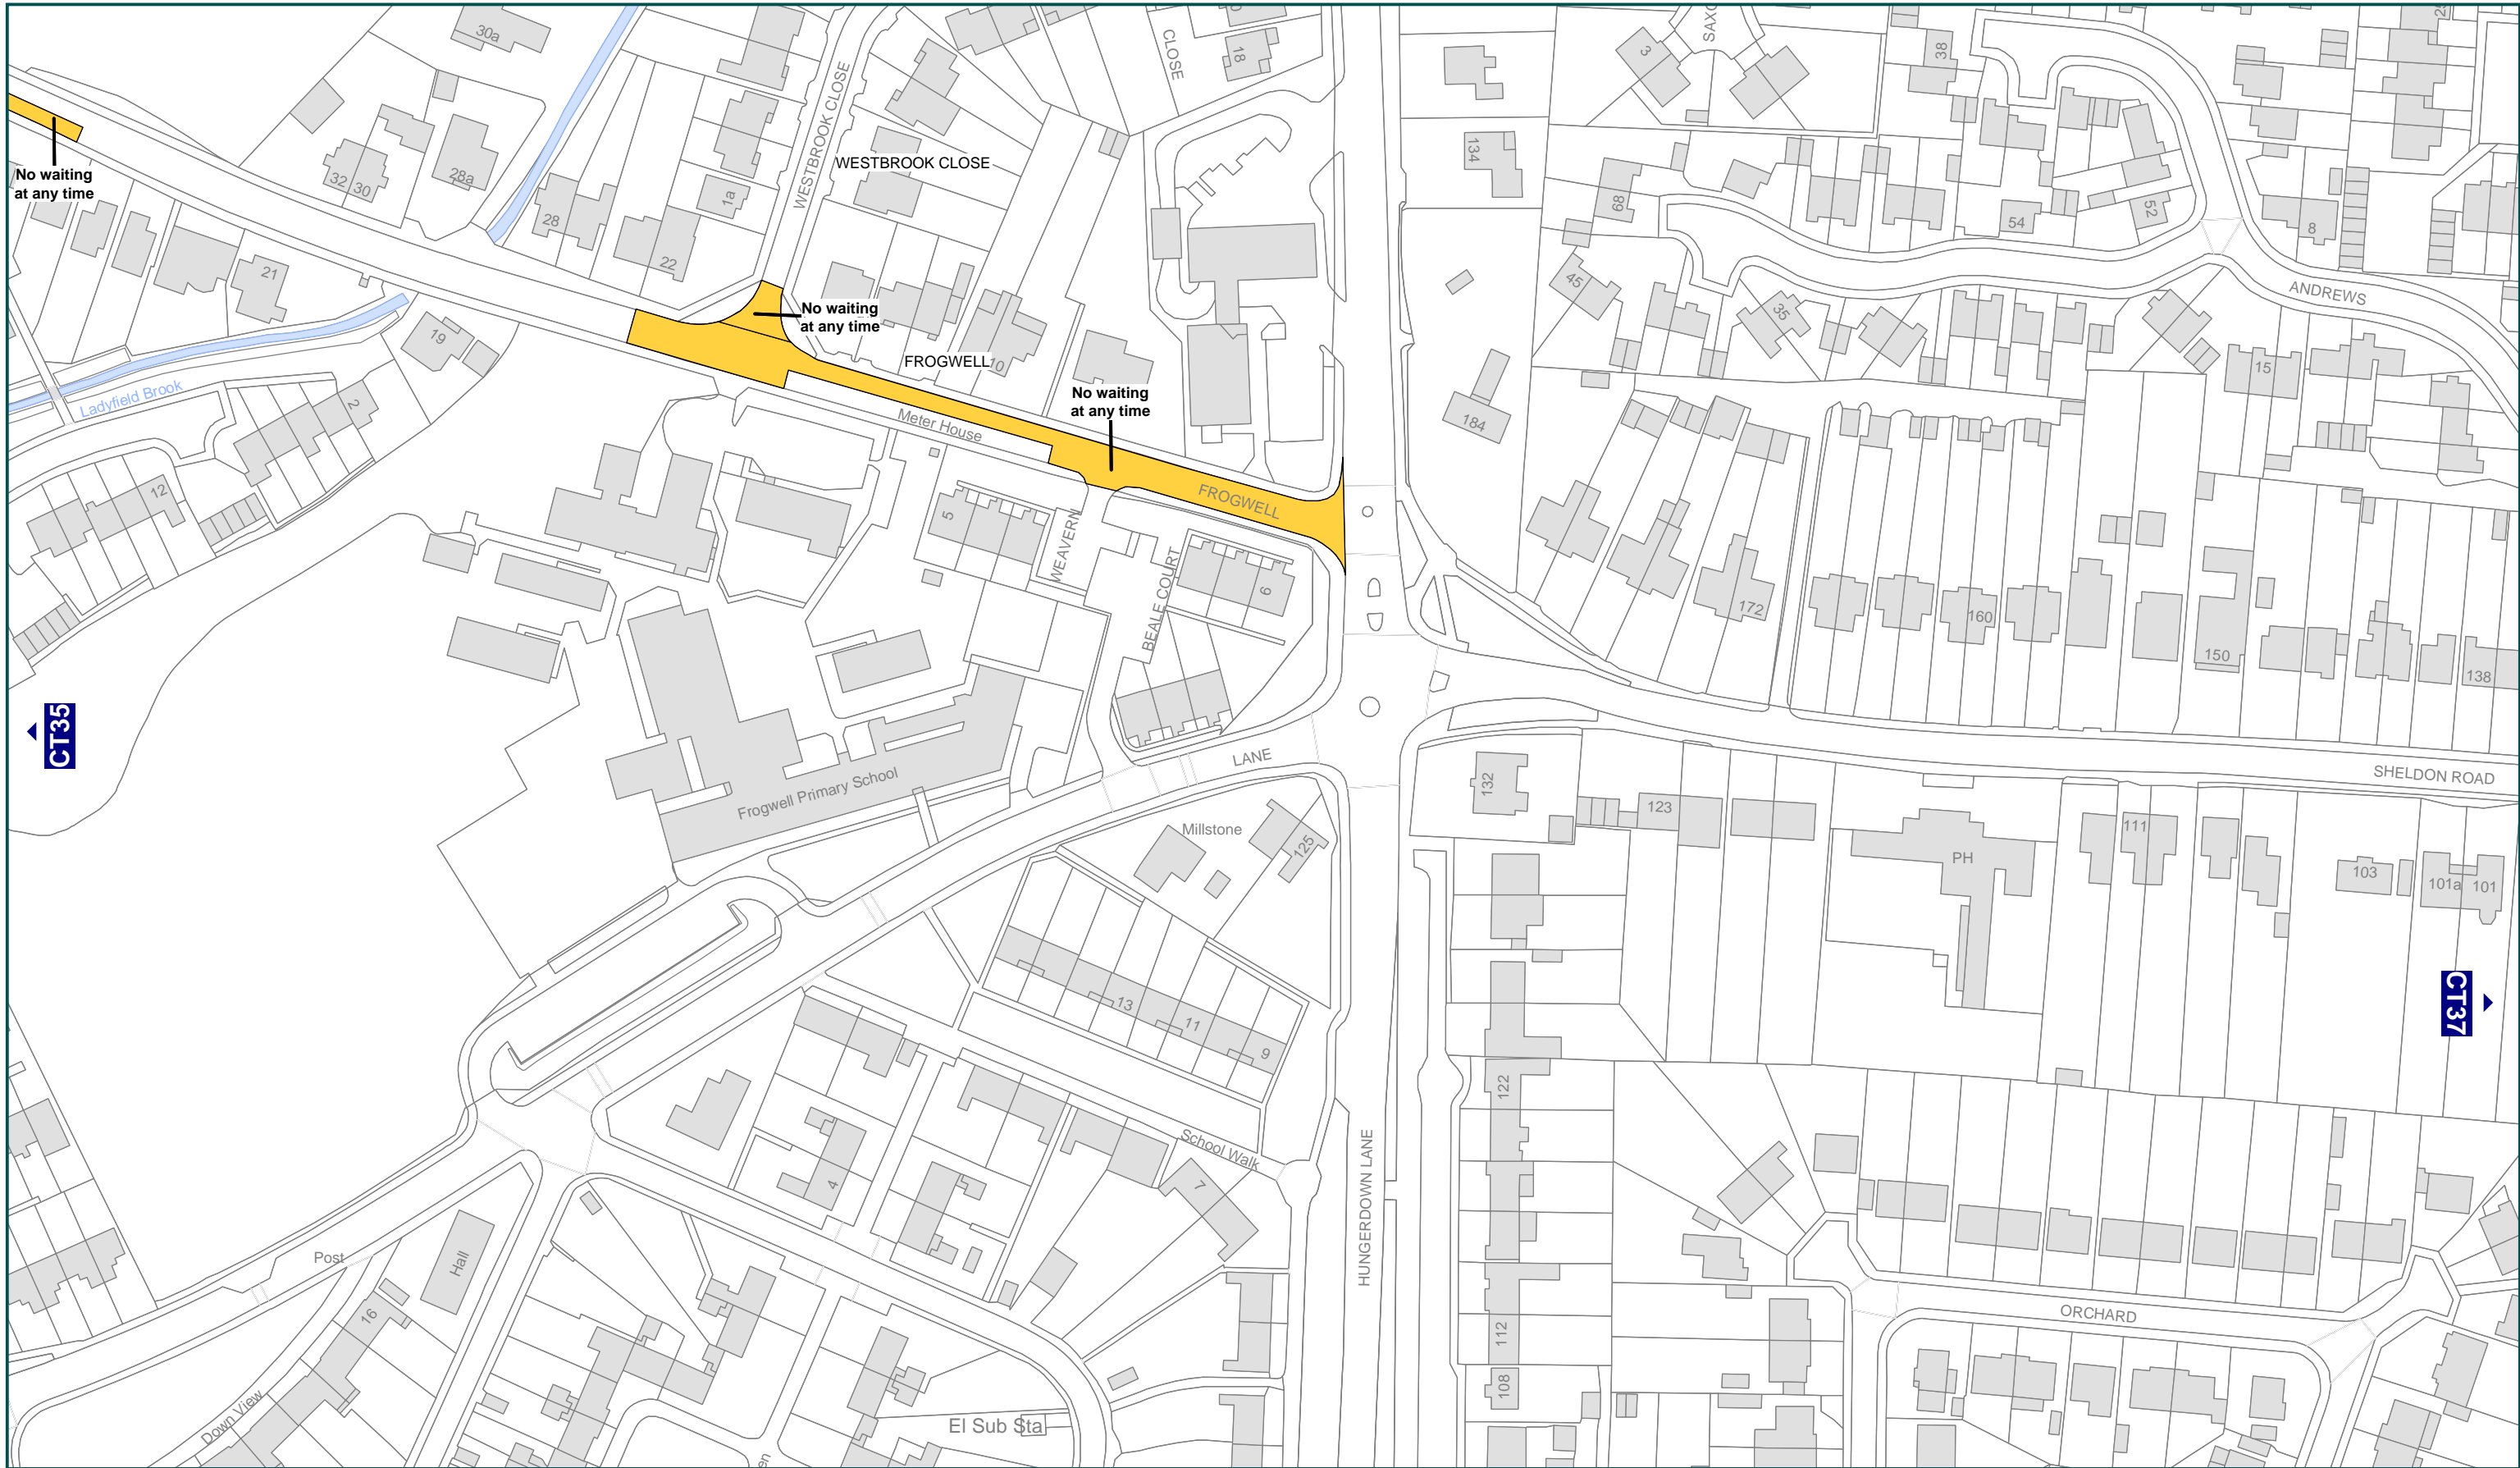 30a
CLOSE
18
3
SAXO
38
WESTBROOK CLOSE
WESTBROOK CLOSE
No waiting
at any time
32
30
28a
1a
134
68
54
52
8
28
22
21
45
ANDREWS
No waiting
at any time
35
19
FROGWELL
10
15
Ladyfield Brook
2
No waiting
at any time
Meter House
184
12
FROGWELL
5
WEAVERN
BEALE COURT
6
172
160
150
138
CT35
LANE
SHELDON ROAD
132
123
111
PH
103
101a
101
Frogwell Primary School
Millstone
125
13
11
9
CT37
122
School Walk
4
7
HUNGERDOWN LANE
Post
Hall
16
ORCHARD
112
108
Down View
El Sub Sta